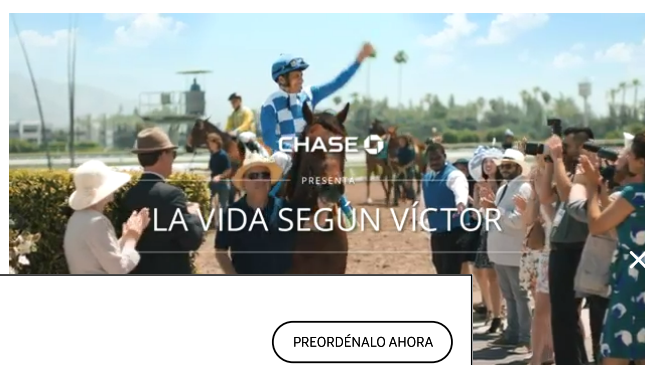 CHASE
PRESENTA
LA VIDA SEGÚN VÍCTOR
PREORDÉNALO AHORA